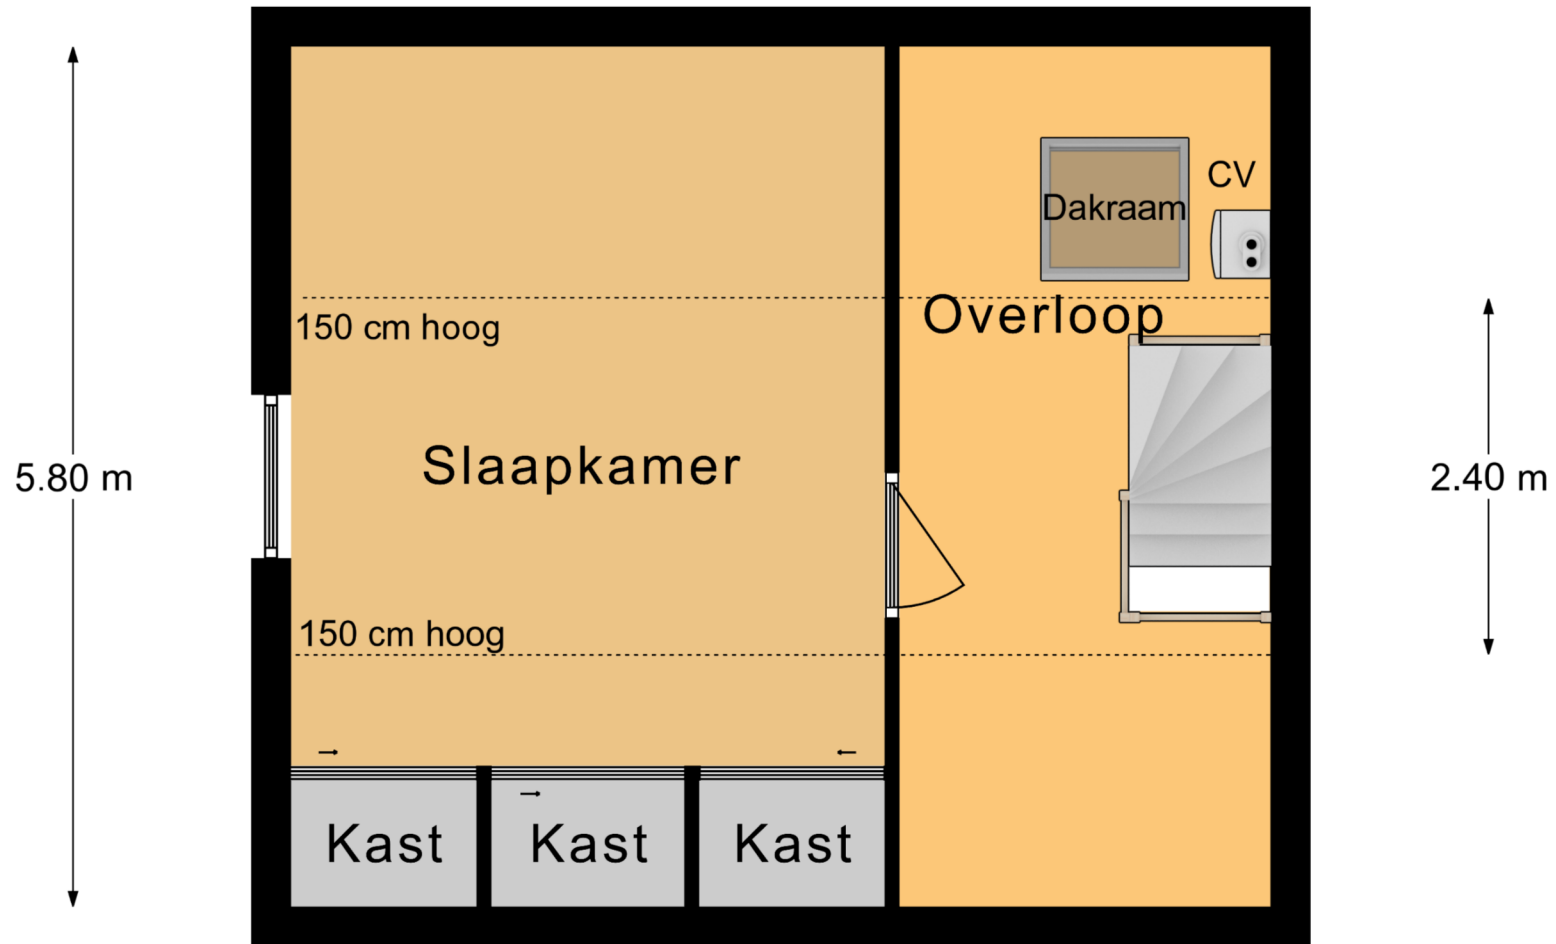 CV
Dakraam
Overloop
150 cm hoog
Slaapkamer
5.80 m
2.40 m
150 cm hoog
Kast
Kast
Kast